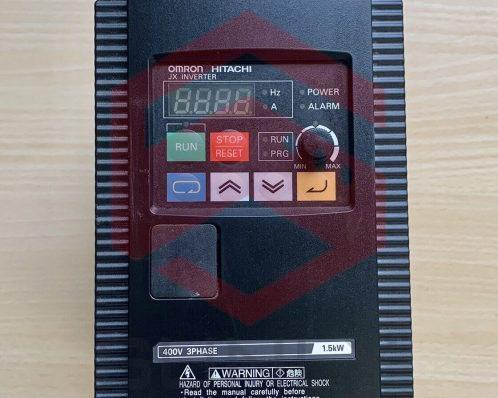 OMRON HITACHI
JX INVERTER
Hz
POWER
A
ALARM
RUN
STOP
RESET
RUN
PRG
MIN
MAX
400V 3PHASE
1.5kW
WARNING 危険
HAZARD OF PERSONAL INJURY OR ELECTRICAL SHOCK
Read the manual carefully before